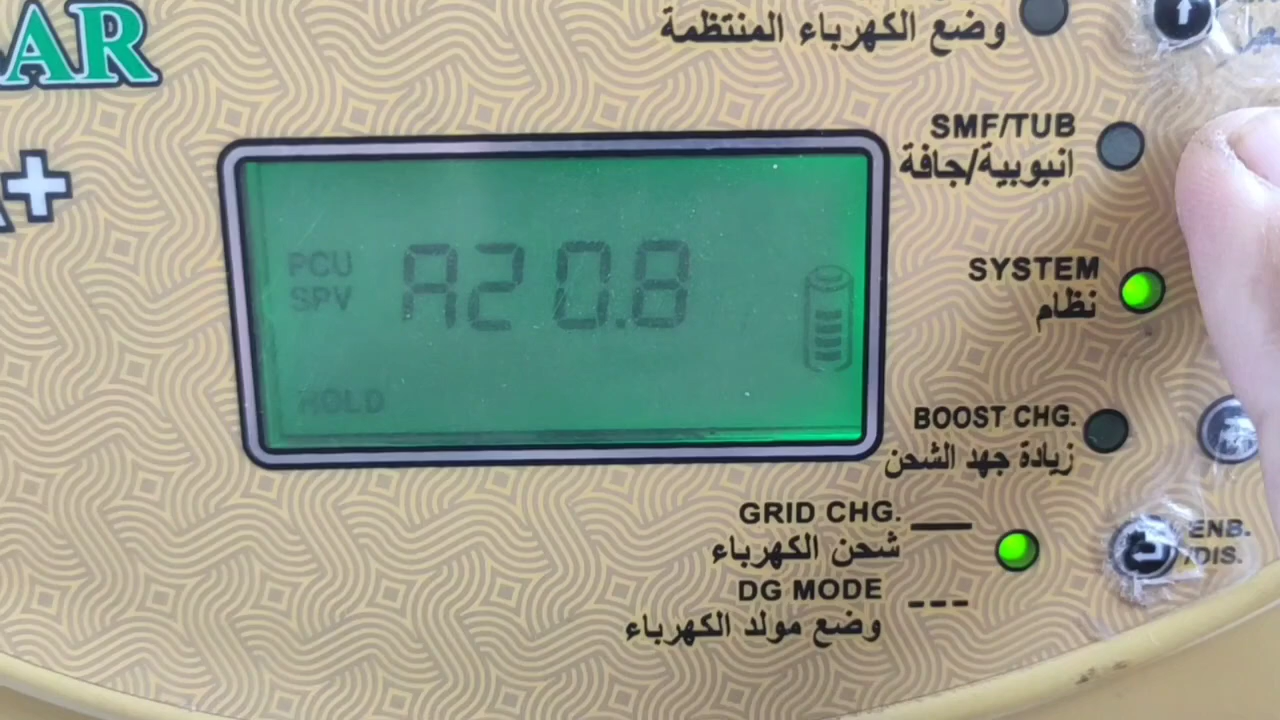 AR
+
وضع الكهرباء المنتظمة
SMF/TUB
انبوبية/جافة
PCU
SPV
A20.8
HOLD
SYSTEM
نظام
BOOST CHG.
زيادة جهد الشحن
GRID CHG.
شحن الكهرباء
ENB.
/DIS.
DG MODE
وضع مولد الكهرباء